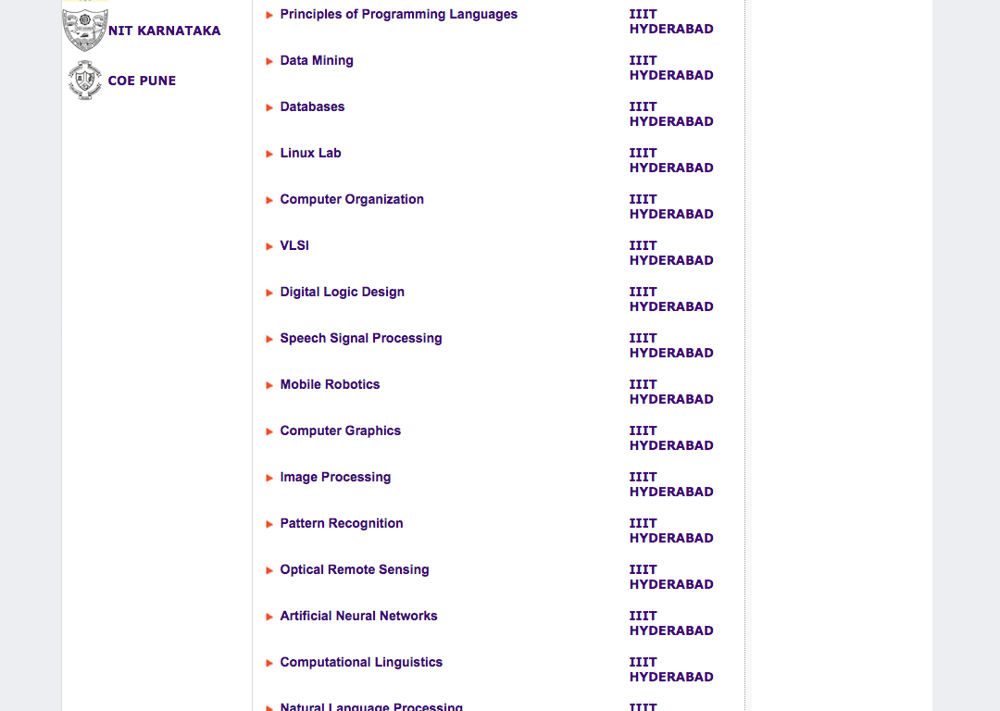 NIT KARNATAKA
COE PUNE
Principles of Programming Languages
IIIT
HYDERABAD
Data Mining
IIIT
HYDERABAD
Databases
IIIT
HYDERABAD
Linux Lab
IIIT
HYDERABAD
Computer Organization
IIIT
HYDERABAD
VLSI
IIIT
HYDERABAD
Digital Logic Design
IIIT
HYDERABAD
Speech Signal Processing
IIIT
HYDERABAD
Mobile Robotics
IIIT
HYDERABAD
Computer Graphics
IIIT
HYDERABAD
Image Processing
IIIT
HYDERABAD
Pattern Recognition
IIIT
HYDERABAD
Optical Remote Sensing
IIIT
HYDERABAD
Artificial Neural Networks
IIIT
HYDERABAD
Computational Linguistics
IIIT
HYDERABAD
Natural Language Processing
IIIT